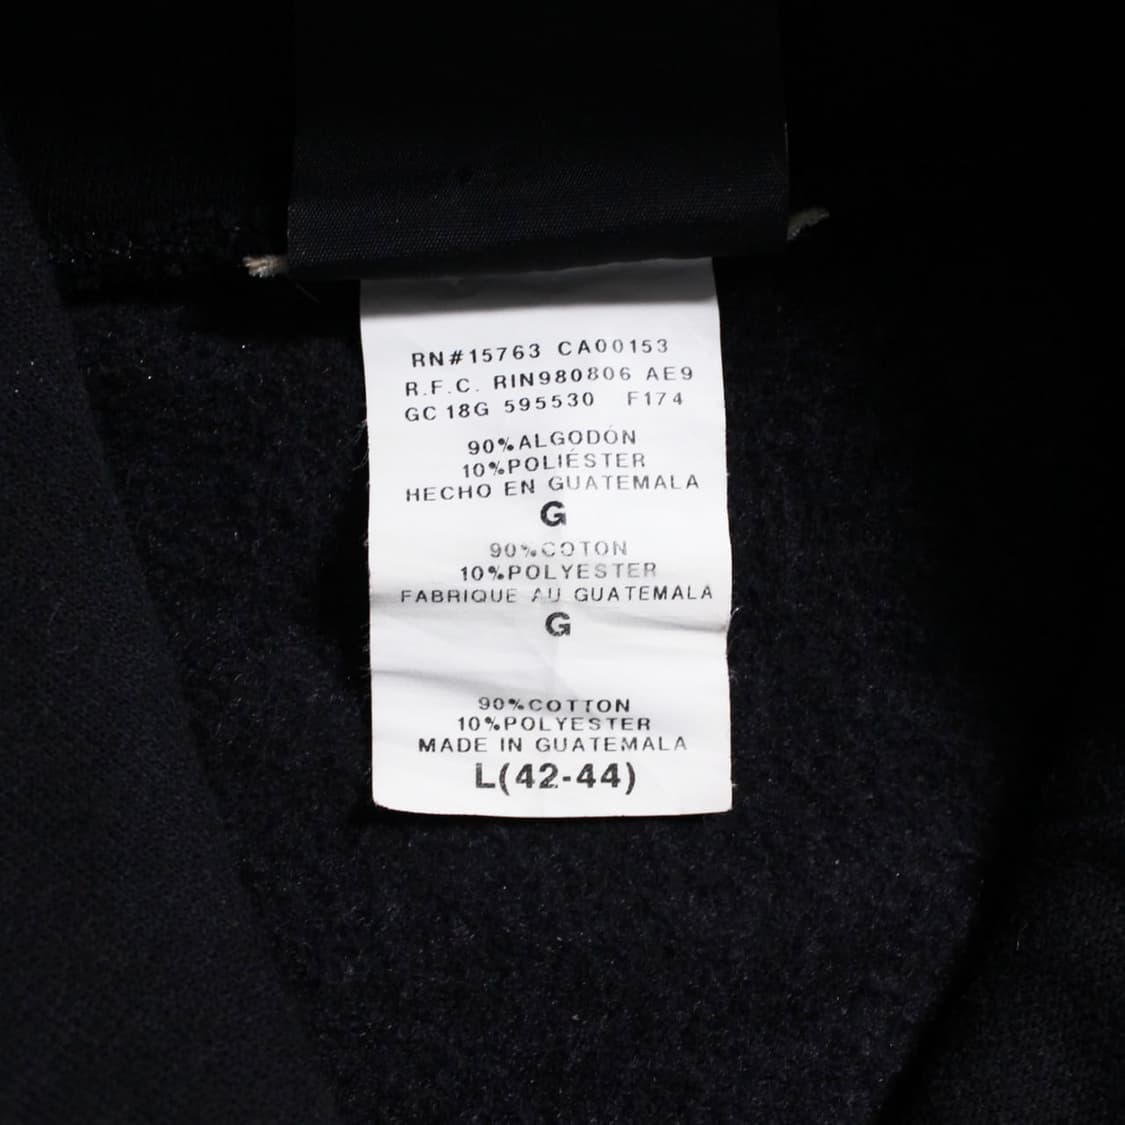 RN#15763 CA00153
R.F.C. RIN980806 AE9
GC 18G 595530 F174
90%ALGODÓN
10%POLIÉSTER
HECHO EN GUATEMALA
G
90%COTON
10%POLYESTER
FABRIQUE AU GUATEMALA
G
90%COTTON
10%POLYESTER
MADE IN GUATEMALA
L(42-44)